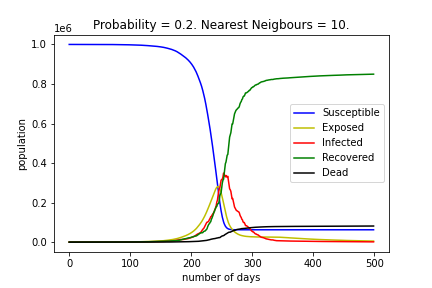 Probability = 0.2. Nearest Neigbours = 10.
1e6
1.0
0.8
0.6
0.4
0.2
0.0
population
Susceptible
Exposed
Infected
Recovered
Dead
0 100 200 300 400 500
number of days